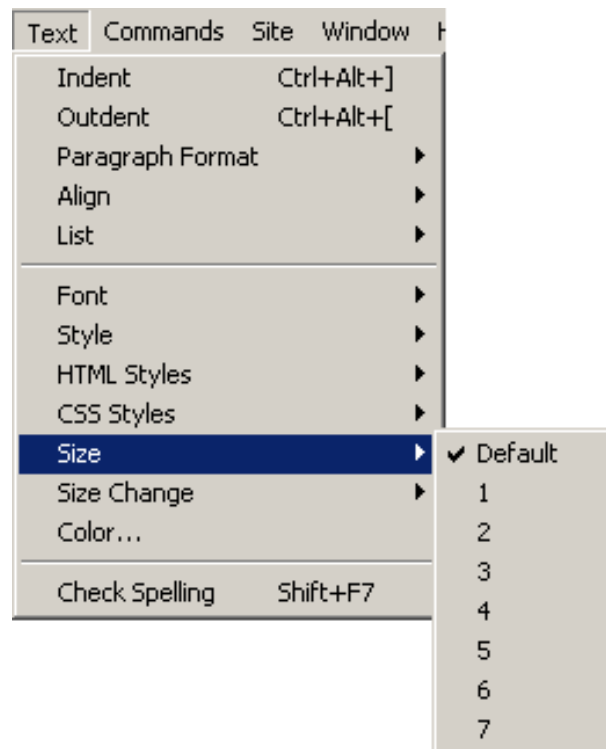 Text Commands Site Window
Indent Ctrl+Alt+]
Outdent Ctrl+Alt+[
Paragraph Format
Align
List
Font
Style
HTML Styles
CSS Styles
Size
Default
Size Change
1
Color...
2
3
Check Spelling Shift+F7
4
5
6
7